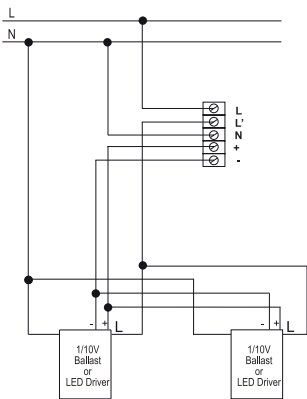 L
N
L
L'
N
+
-
- + L
- + L
1/10V
Ballast
or
LED Driver
1/10V
Ballast
or
LED Driver